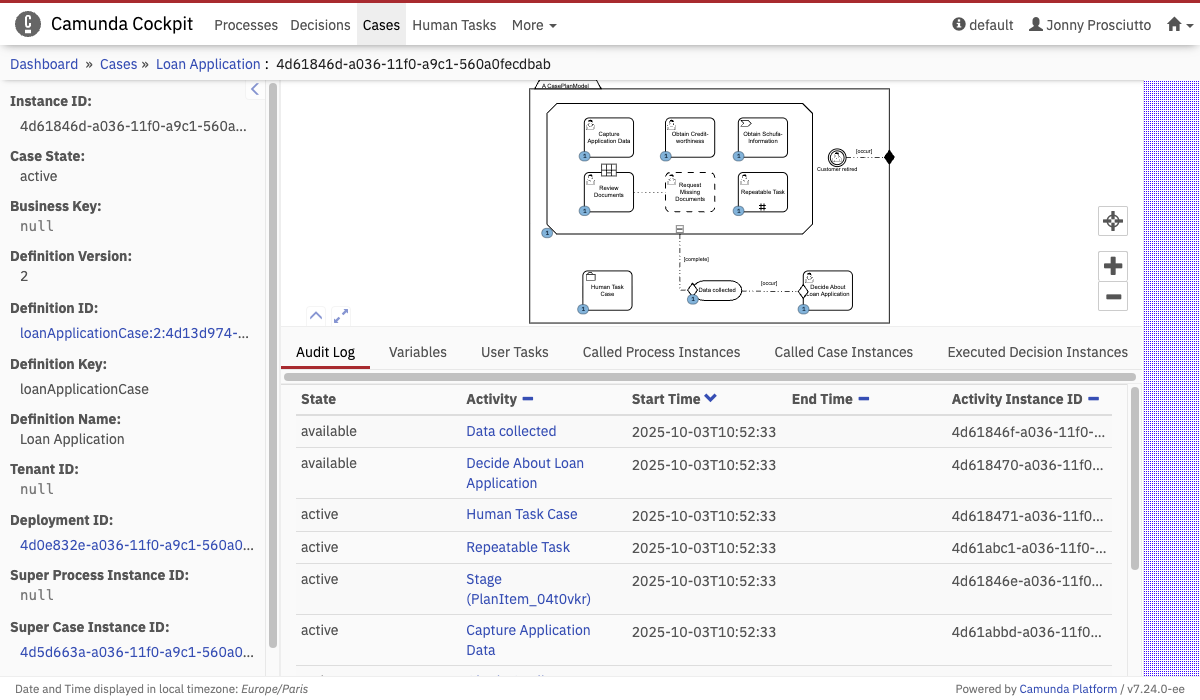 Camunda Cockpit Processes Decisions Cases Human Tasks More default Jonny Prosciutto
Dashboard » Cases » Loan Application : 4d61846d-a036-11f0-a9c1-560a0fecdbab
Instance ID:
4d61846d-a036-11f0-a9c1-560a...
Case State:
active
Business Key:
null
Definition Version:
2
Definition ID:
loanApplicationCase:2:4d13d974-...
Definition Key:
loanApplicationCase
Definition Name:
Loan Application
Tenant ID:
null
Deployment ID:
4d0e832e-a036-11f0-a9c1-560a0...
Super Process Instance ID:
null
Super Case Instance ID:
4d5d663a-a036-11f0-a9c1-560a0...
A CasePlanModel
Capture
Application Data
1
Obtain Credit-
worthiness
1
Obtain Schufa-
Information
1
Review
Documents
1
Request
Missing
Documents
Repeatable Task
1
1
Customer retired
[occur]
[complete]
Human Task
Case
1
Data collected
1
[occur]
Decide About
Loan Application
1
Audit Log Variables User Tasks Called Process Instances Called Case Instances Executed Decision Instances
State Activity Start Time End Time Activity Instance ID
available Data collected 2025-10-03T10:52:33 4d61846f-a036-11f0-...
available Decide About Loan 2025-10-03T10:52:33 4d618470-a036-11f0...
Application
active Human Task Case 2025-10-03T10:52:33 4d618471-a036-11f0...
active Repeatable Task 2025-10-03T10:52:33 4d61abc1-a036-11f0-...
active Stage 2025-10-03T10:52:33 4d61846e-a036-11f0...
(PlanItem_04t0vkr)
active Capture Application 2025-10-03T10:52:33 4d61abbd-a036-11f0...
Data
Date and Time displayed in local timezone: Europe/Paris Powered by Camunda Platform / v7.24.0-ee